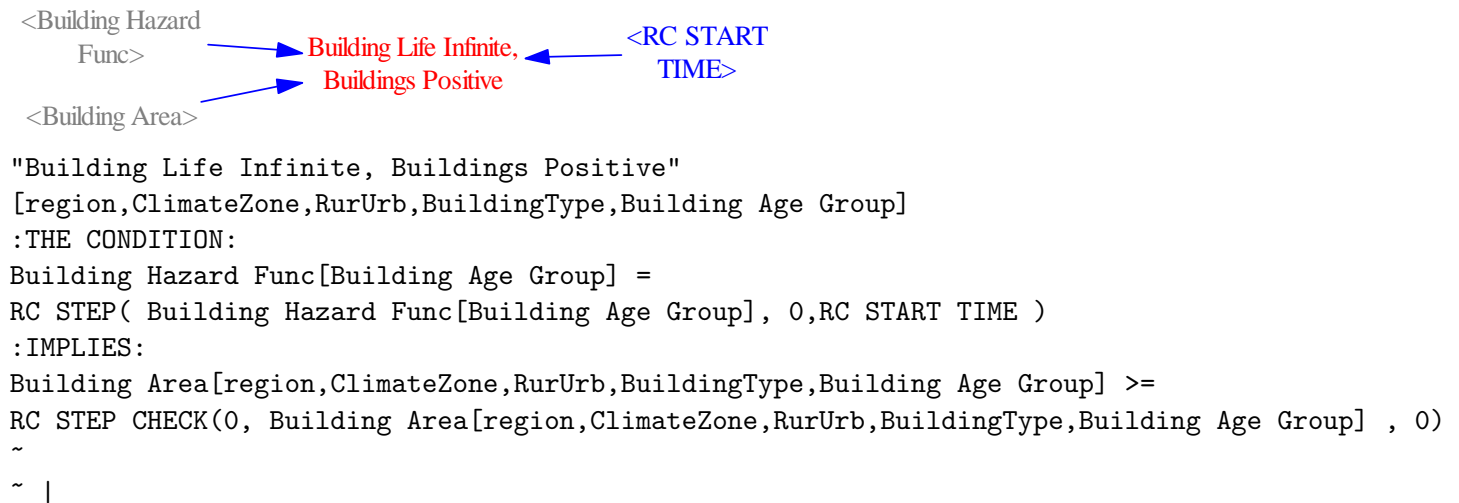 <Building Hazard
Func>
Building Life Infinite,
Buildings Positive
<RC START
TIME>
<Building Area>
"Building Life Infinite, Buildings Positive"
[region,ClimateZone,RurUrb,BuildingType,Building Age Group]
:THE CONDITION:
Building Hazard Func[Building Age Group] =
RC STEP( Building Hazard Func[Building Age Group], 0,RC START TIME )
:IMPLIES:
Building Area[region,ClimateZone,RurUrb,BuildingType,Building Age Group] >=
RC STEP CHECK(0, Building Area[region,ClimateZone,RurUrb,BuildingType,Building Age Group] , 0)
~
~ |